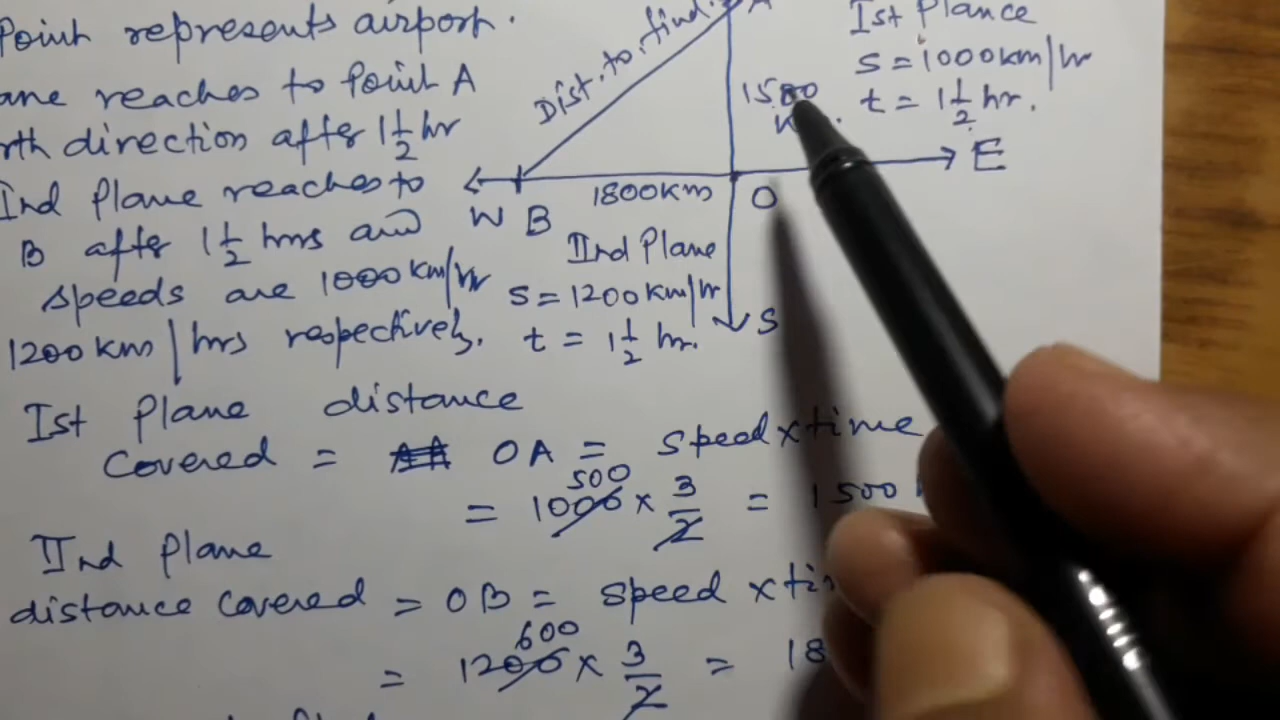 Point represents airport.
ane reaches to Point A
rth direction after 1 1/2 hr
IInd Plane reaches to
B after 1 1/2 hrs and
speeds are 1000 km/hr
1200 km/hrs respectively.
Dist. to find.
A
Ist Plance
s = 1000 km/hr
t = 1 1/2 hr.
1500
E
W B
1800 Km
O
IInd Plane
s = 1200 km/hr
t = 1 1/2 hr.
S
Ist Plane distance
Covered = OA = speed x time
500
= 1000 x 3/2 = 1500
IInd Plane
distance covered = OB = speed x tim
600
= 1200 x 3/2 = 18